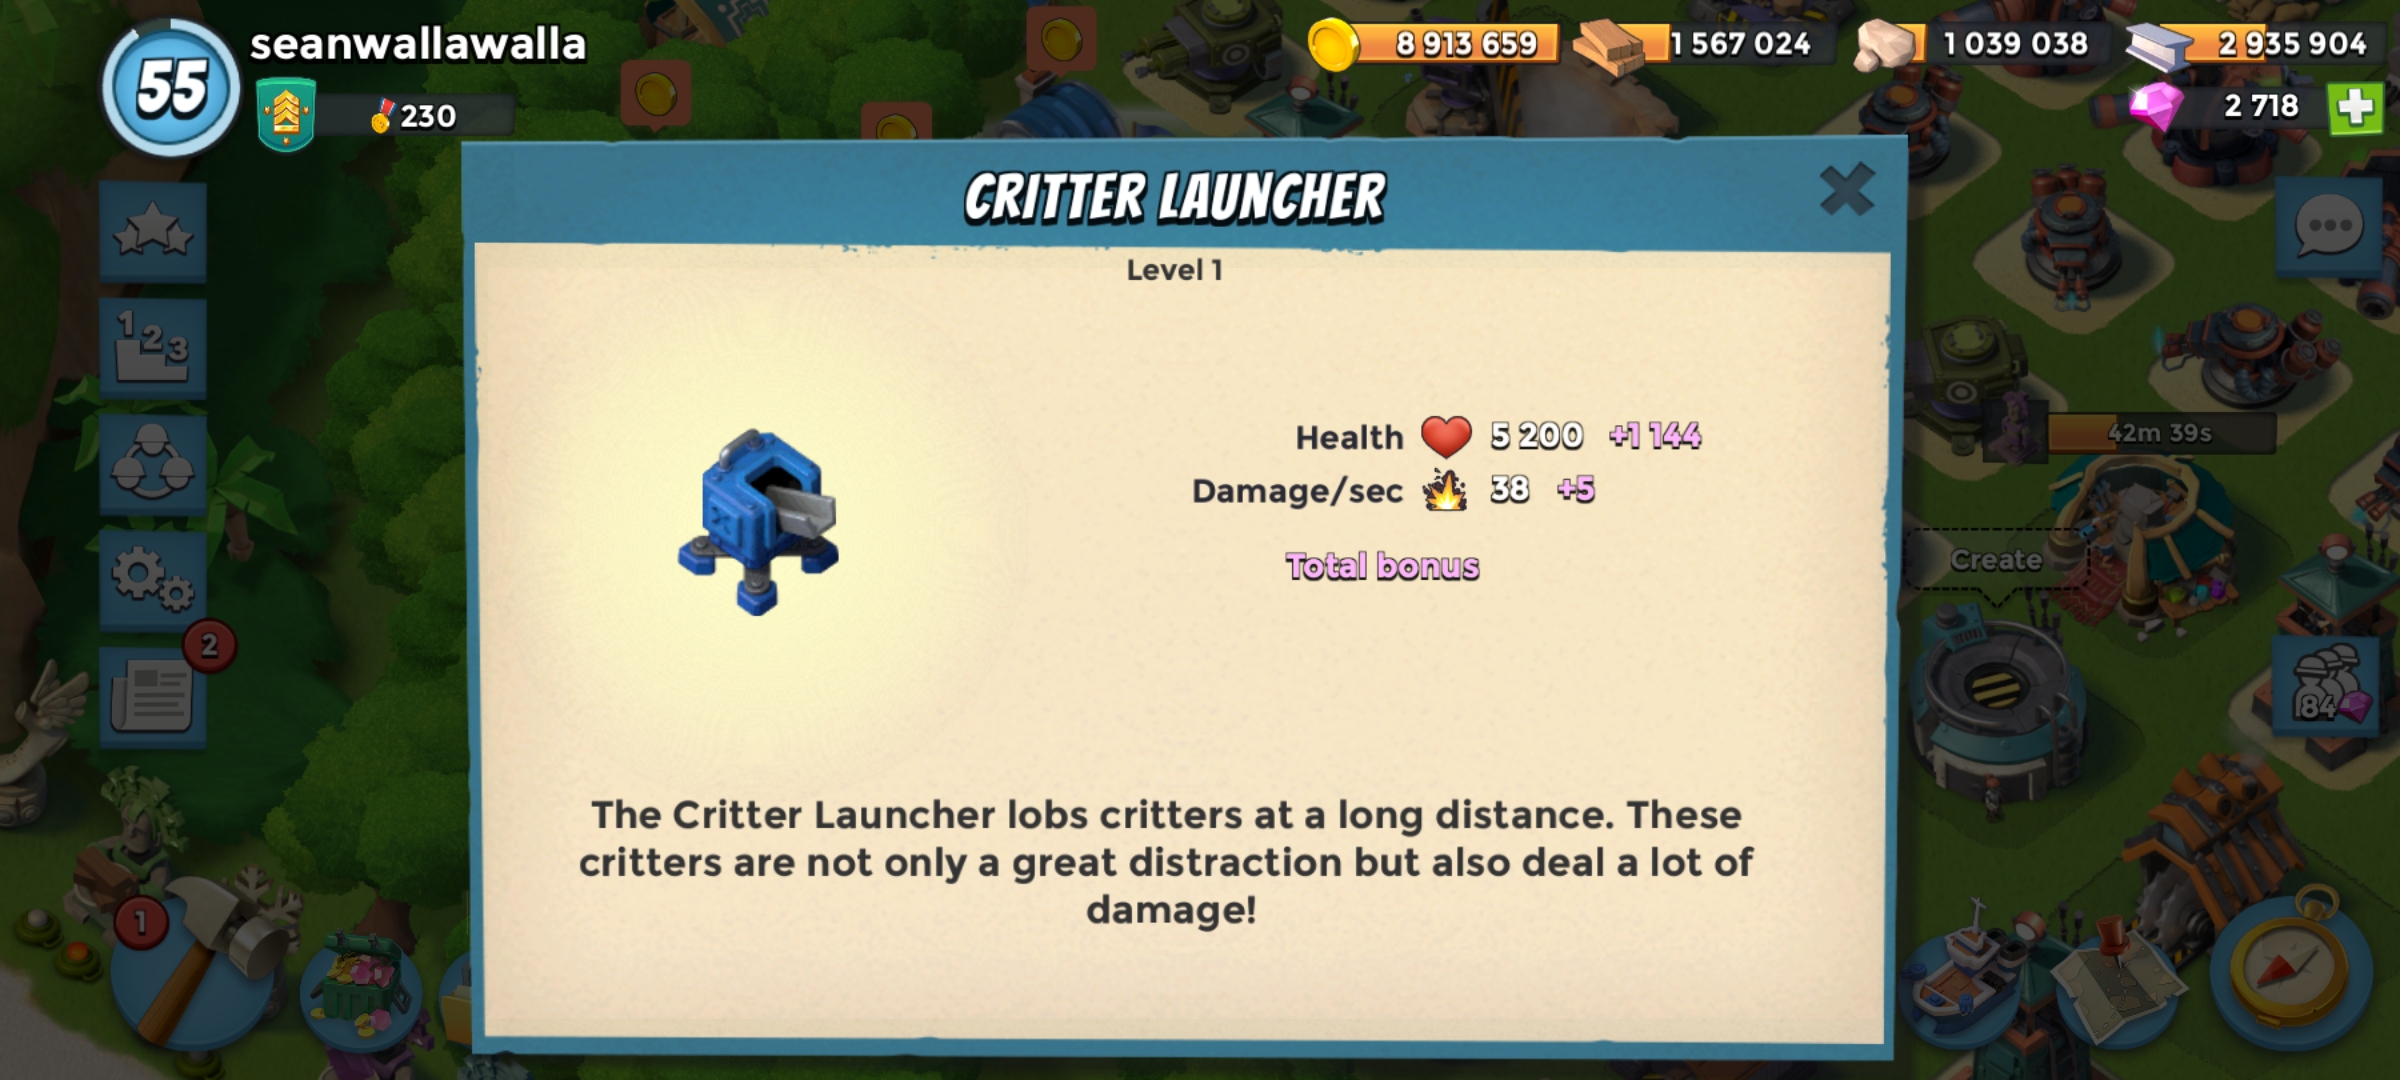 55
seanwallawalla
230
8 913 659
1 567 024
1 039 038
2 935 904
2 718
CRITTER LAUNCHER
Level 1
Health 5 200 +1 144
Damage/sec 38 +5
Total bonus
The Critter Launcher lobs critters at a long distance. These
critters are not only a great distraction but also deal a lot of
damage!
1 2 3
2
1
42m 39s
Create
84